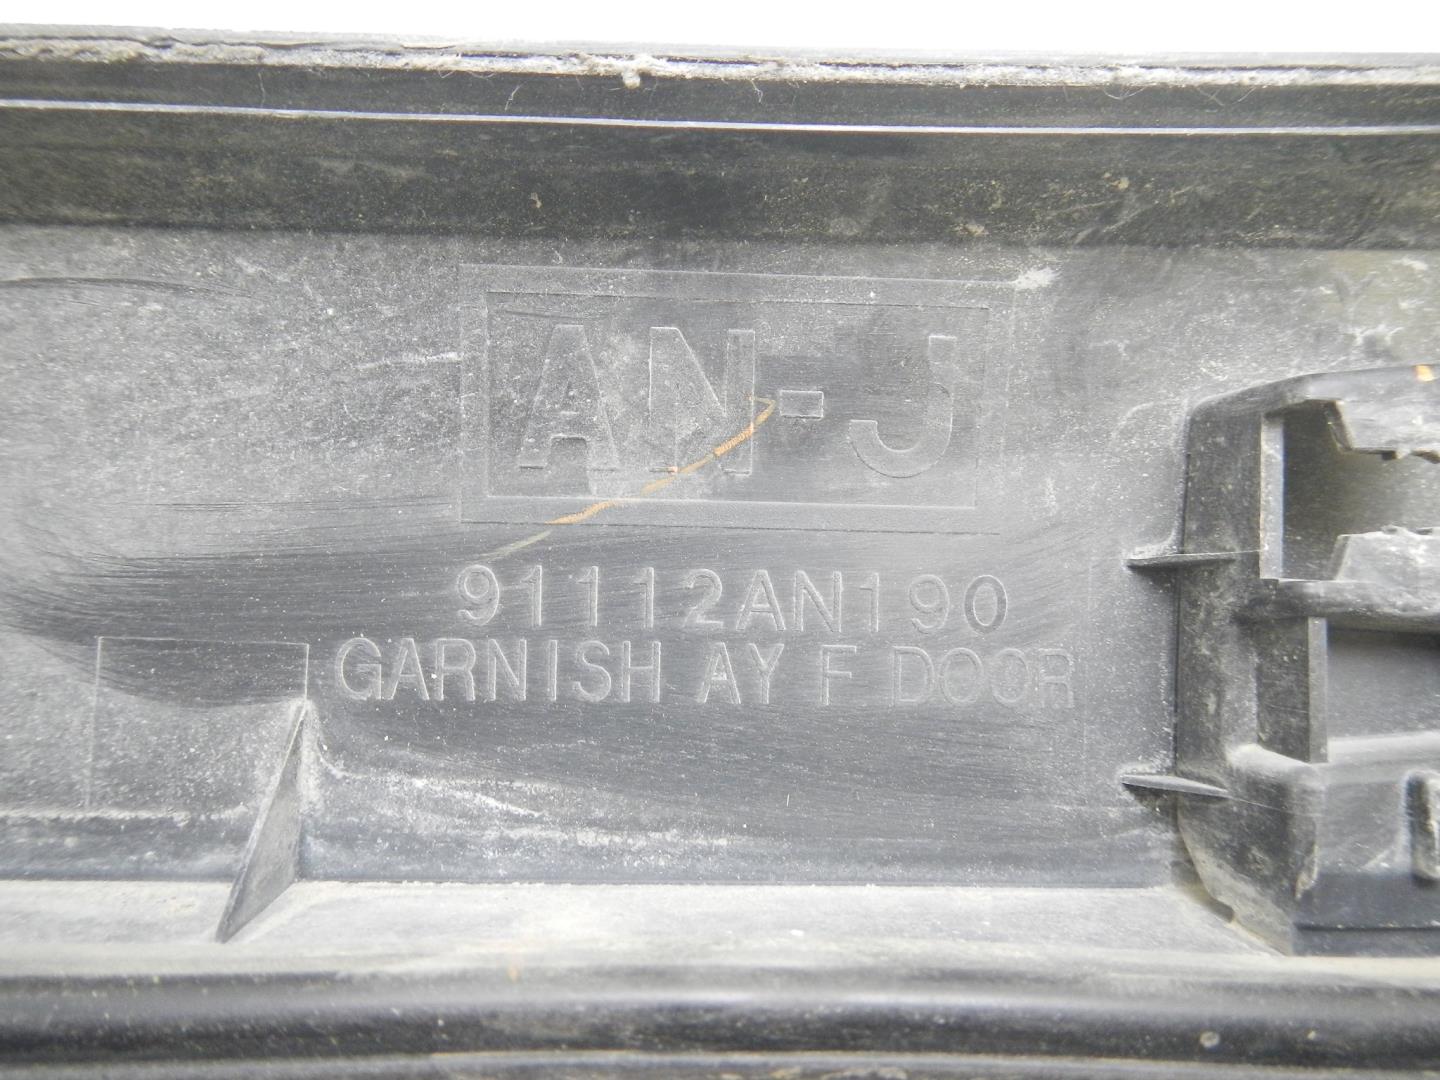 AN-J
91112AN190
GARNISH AY F DOOR